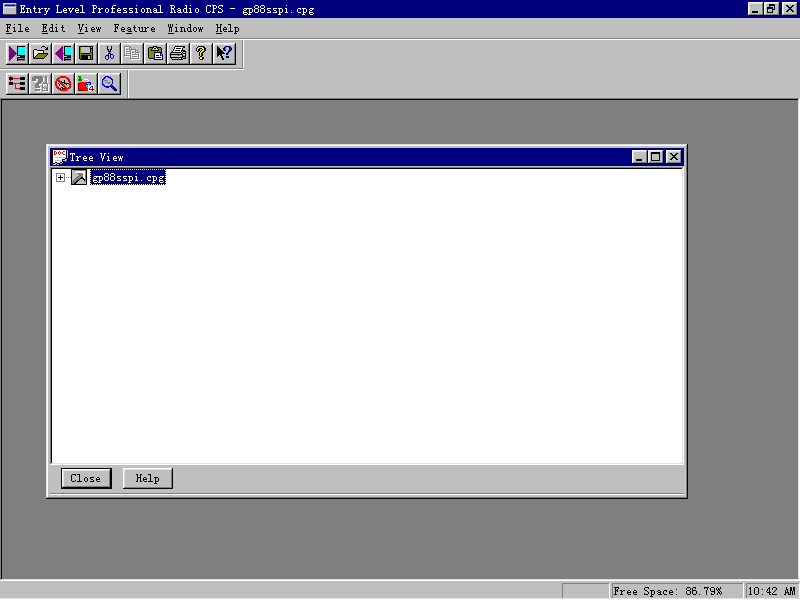 Entry Level Professional Radio CPS - gp88sspi.cpg
File Edit View Feature Window Help
Tree View
gp88sspi.cpg
Close Help
Free Space: 86.79% 10:42 AM